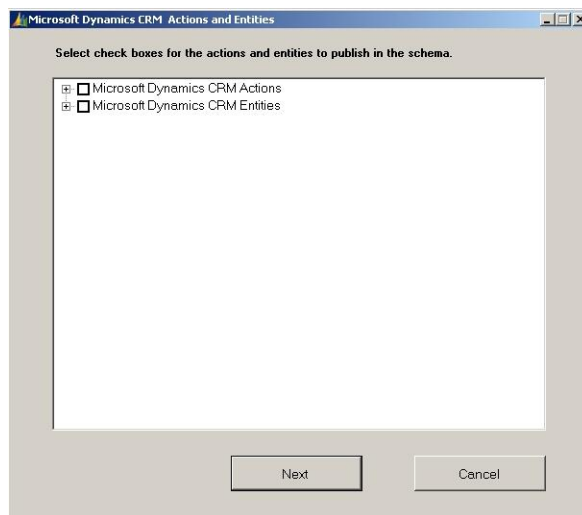 Microsoft Dynamics CRM  Actions and Entities
Select check boxes for the actions and entities to publish in the schema.
Microsoft Dynamics CRM Actions
Microsoft Dynamics CRM Entities
Next
Cancel